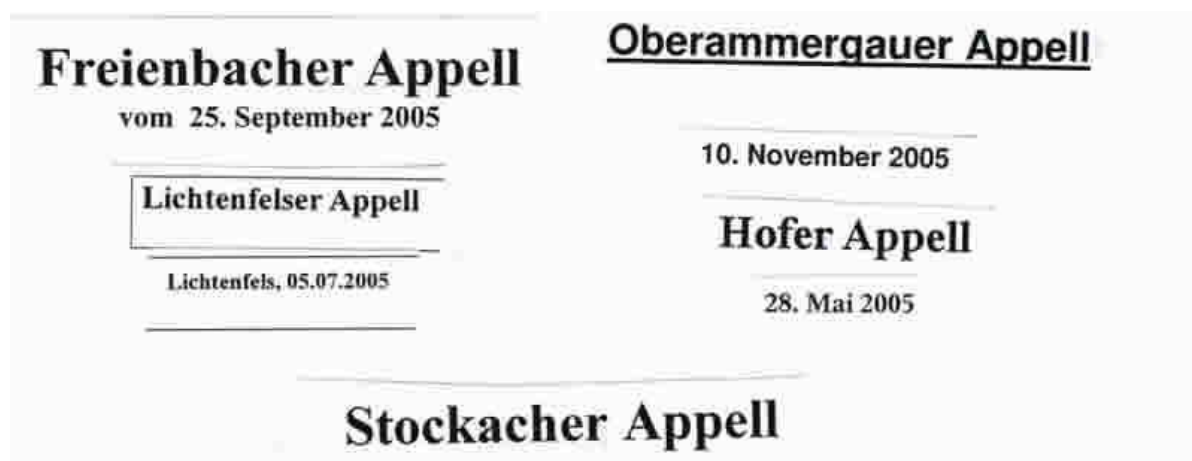 Freienbacher Appell
vom 25. September 2005
Lichtenfelser Appell
Lichtenfels, 05.07.2005
Oberammergauer Appell
10. November 2005
Hofer Appell
28. Mai 2005
Stockacher Appell